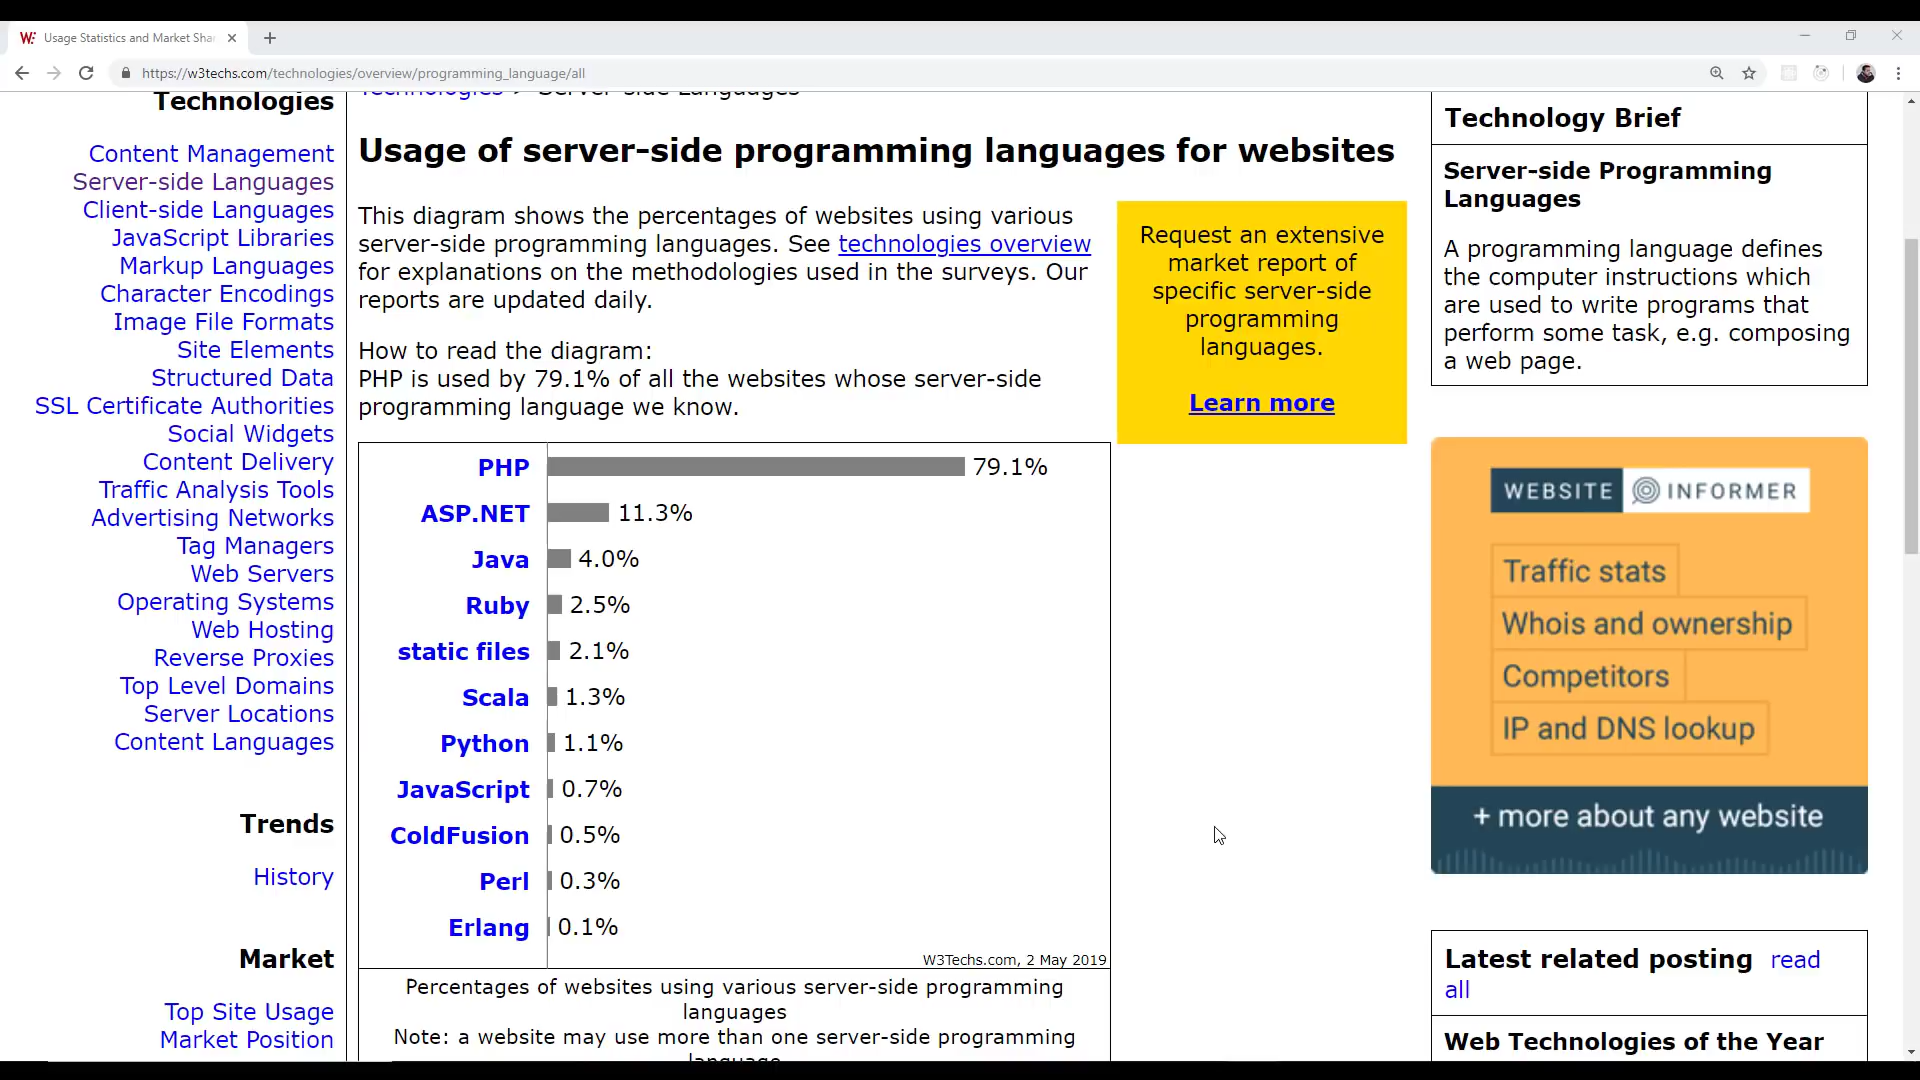 Usage Statistics and Market Sha
https://w3techs.com/technologies/overview/programming_language/all
Technologies
Content Management
Server-side Languages
Client-side Languages
JavaScript Libraries
Markup Languages
Character Encodings
Image File Formats
Site Elements
Structured Data
SSL Certificate Authorities
Social Widgets
Content Delivery
Traffic Analysis Tools
Advertising Networks
Tag Managers
Web Servers
Operating Systems
Web Hosting
Reverse Proxies
Top Level Domains
Server Locations
Content Languages
Trends
History
Market
Top Site Usage
Market Position
Technologies > Server-side Languages
Usage of server-side programming languages for websites
This diagram shows the percentages of websites using various
server-side programming languages. See technologies overview
for explanations on the methodologies used in the surveys. Our
reports are updated daily.
How to read the diagram:
PHP is used by 79.1% of all the websites whose server-side
programming language we know.
Request an extensive
market report of
specific server-side
programming
languages.
Learn more
PHP 79.1%
ASP.NET 11.3%
Java 4.0%
Ruby 2.5%
static files 2.1%
Scala 1.3%
Python 1.1%
JavaScript 0.7%
ColdFusion 0.5%
Perl 0.3%
Erlang 0.1%
W3Techs.com, 2 May 2019
Percentages of websites using various server-side programming
languages
Note: a website may use more than one server-side programming
language
Technology Brief
Server-side Programming
Languages
A programming language defines
the computer instructions which
are used to write programs that
perform some task, e.g. composing
a web page.
WEBSITE INFORMER
Traffic stats
Whois and ownership
Competitors
IP and DNS lookup
+ more about any website
Latest related posting read
all
Web Technologies of the Year